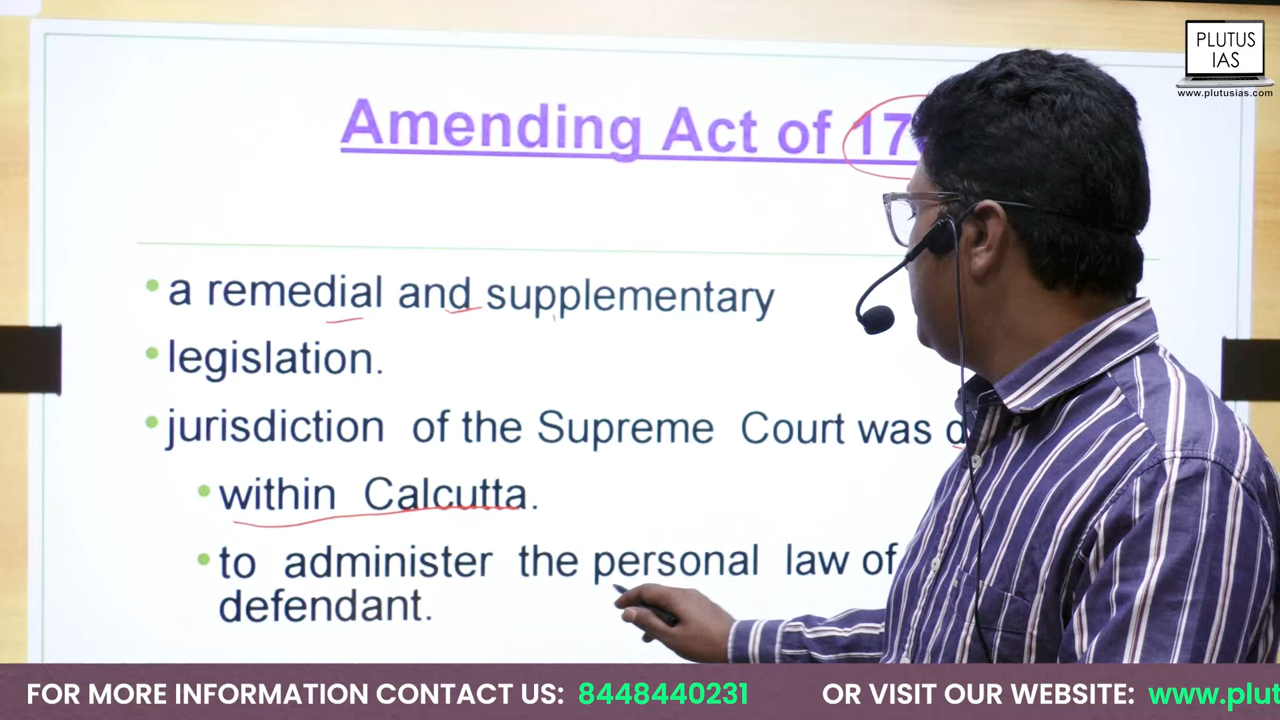 PLUTUS
IAS
www.plutusias.com
Amending Act of 17
a remedial and supplementary
legislation.
jurisdiction of the Supreme Court was
within Calcutta.
to administer the personal law of
defendant.
FOR MORE INFORMATION CONTACT US: 8448440231 OR VISIT OUR WEBSITE: www.plut